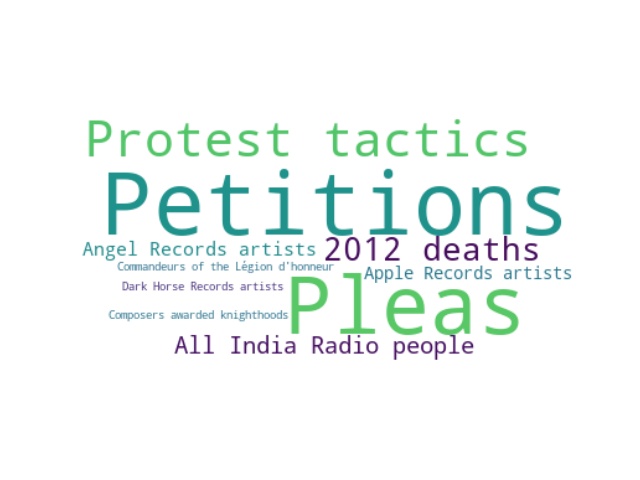 Protest tactics
Petitions
Angel Records artists
2012 deaths
Commandeurs of the Légion d'honneur
Apple Records artists
Dark Horse Records artists
Pleas
Composers awarded knighthoods
All India Radio people